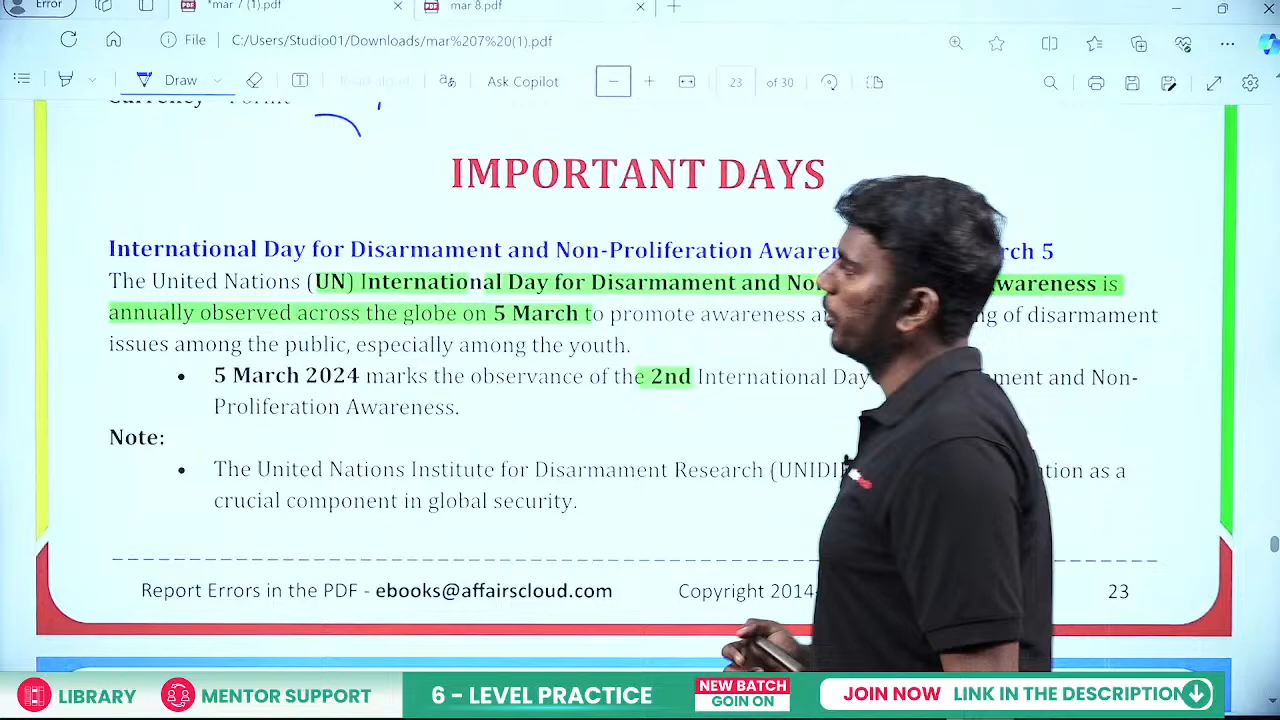 Error
*mar 7 (1).pdf
mar 8.pdf
File
C:/Users/Studio01/Downloads/mar%207%20(1).pdf
Draw
Read aloud
Ask Copilot
23
of 30
Currency
IMPORTANT DAYS
International Day for Disarmament and Non-Proliferation Awaren rch 5
The United Nations (UN) International Day for Disarmament and No wareness is
annually observed across the globe on 5 March to promote awareness a ng of disarmament
issues among the public, especially among the youth.
• 5 March 2024 marks the observance of the 2nd International Day ment and Non-
Proliferation Awareness.
Note:
• The United Nations Institute for Disarmament Research (UNIDI tion as a
crucial component in global security.
Report Errors in the PDF - ebooks@affairscloud.com
Copyright 2014-
23
LIBRARY
MENTOR SUPPORT
6 - LEVEL PRACTICE
NEW BATCH
GOIN ON
JOIN NOW LINK IN THE DESCRIPTION